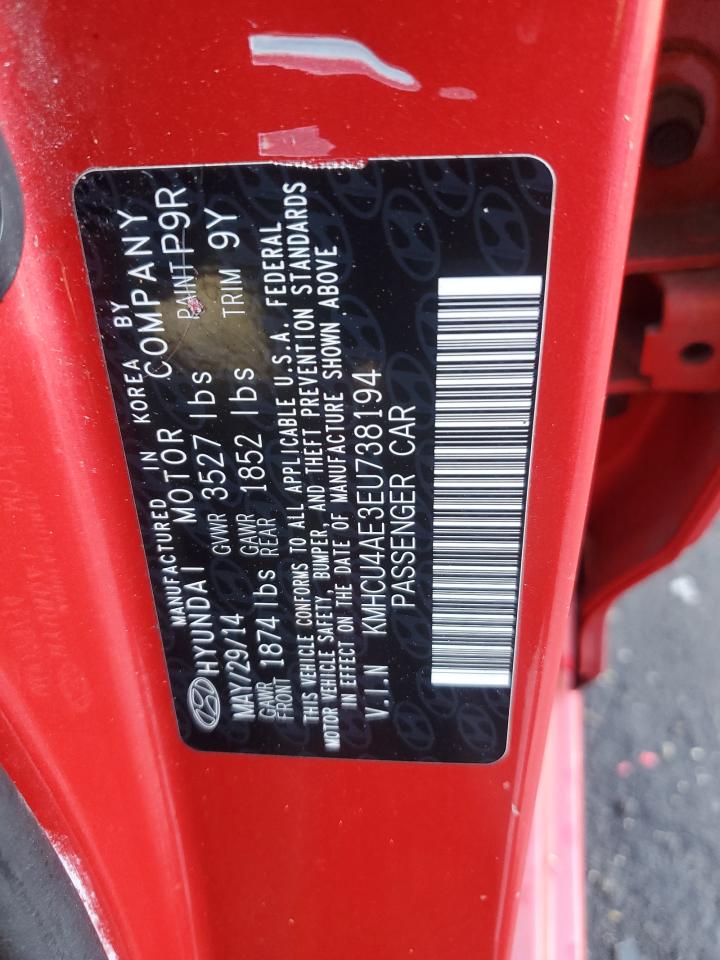 MANUFACTURED IN KOREA BY
HYUNDAI MOTOR COMPANY
MAY/29/14 GVWR 3527 lbs PAINT P9R
GAWR FRONT 1874 lbs GAWR REAR 1852 lbs TRIM 9Y
THIS VEHICLE CONFORMS TO ALL APPLICABLE U.S.A. FEDERAL
MOTOR VEHICLE SAFETY, BUMPER, AND THEFT PREVENTION STANDARDS
IN EFFECT ON THE DATE OF MANUFACTURE SHOWN ABOVE
V.I.N KMHCU4AE3EU738194
PASSENGER CAR